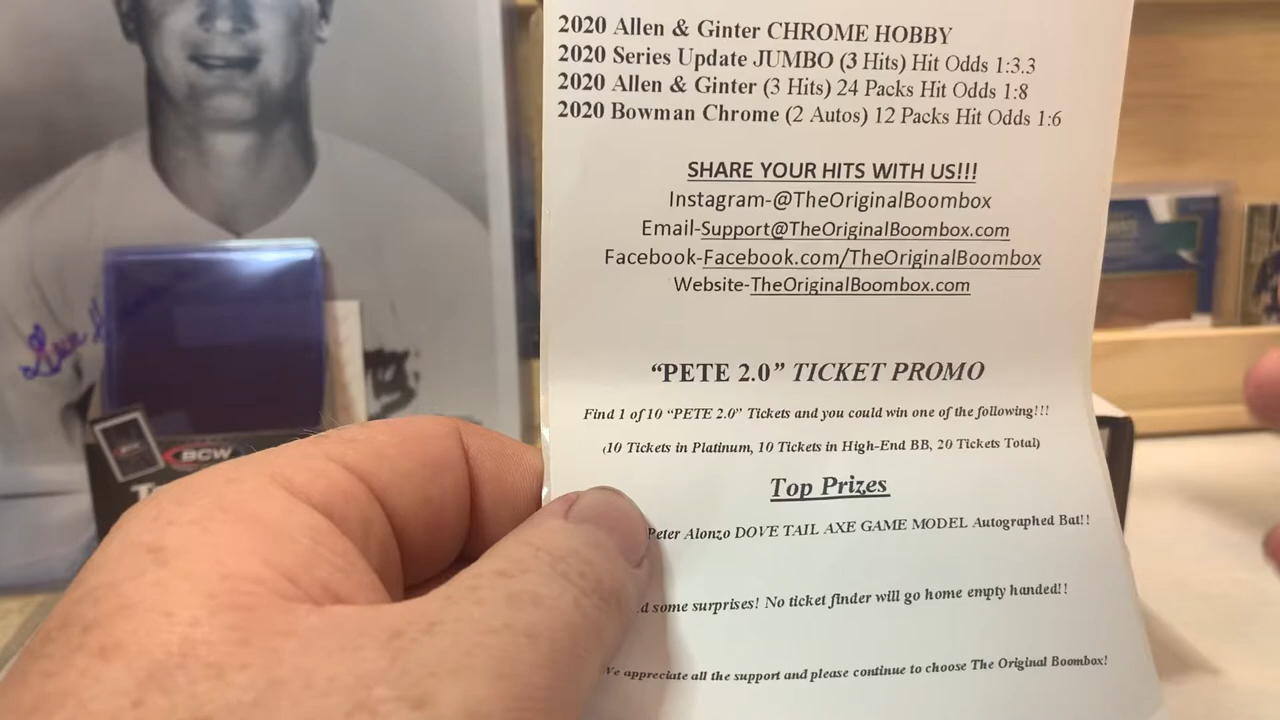 2020 Allen & Ginter CHROME HOBBY
2020 Series Update JUMBO (3 Hits) Hit Odds 1:3.3
2020 Allen & Ginter (3 Hits) 24 Packs Hit Odds 1:8
2020 Bowman Chrome (2 Autos) 12 Packs Hit Odds 1:6
SHARE YOUR HITS WITH US!!!
Instagram-@TheOriginalBoombox
Email-Support@TheOriginalBoombox.com
Facebook-Facebook.com/TheOriginalBoombox
Website-TheOriginalBoombox.com
"PETE 2.0" TICKET PROMO
Find 1 of 10 "PETE 2.0" Tickets and you could win one of the following!!!
(10 Tickets in Platinum, 10 Tickets in High-End BB, 20 Tickets Total)
Top Prizes
Peter Alonzo DOVE TAIL AXE GAME MODEL Autographed Bat!!
some surprises! No ticket finder will go home empty handed!!
We appreciate all the support and please continue to choose The Original Boombox!
BCW